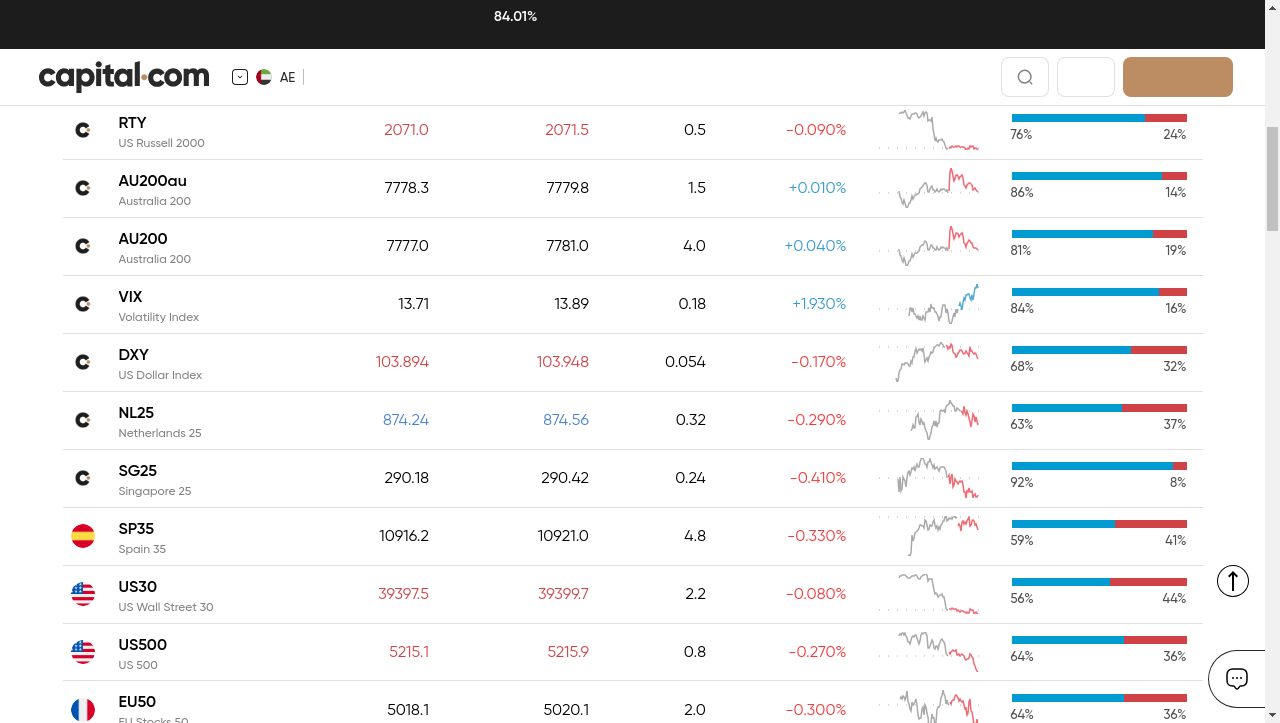 84.01%
capital.com AE
RTY 2071.0 2071.5 0.5 -0.090% 76% 24%
US Russell 2000
AU200au 7778.3 7779.8 1.5 +0.010% 86% 14%
Australia 200
AU200 7777.0 7781.0 4.0 +0.040% 81% 19%
Australia 200
VIX 13.71 13.89 0.18 +1.930% 84% 16%
Volatility Index
DXY 103.894 103.948 0.054 -0.170% 68% 32%
US Dollar Index
NL25 874.24 874.56 0.32 -0.290% 63% 37%
Netherlands 25
SG25 290.18 290.42 0.24 -0.410% 92% 8%
Singapore 25
SP35 10916.2 10921.0 4.8 -0.330% 59% 41%
Spain 35
US30 39397.5 39399.7 2.2 -0.080% 56% 44%
US Wall Street 30
US500 5215.1 5215.9 0.8 -0.270% 64% 36%
US 500
EU50 5018.1 5020.1 2.0 -0.300% 64% 36%
EU Stocks 50